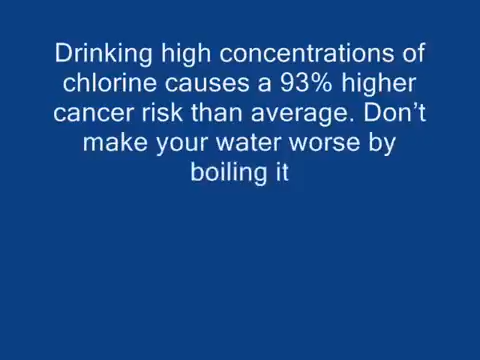 Drinking high concentrations of
chlorine causes a 93% higher
cancer risk than average. Don’t
make your water worse by
boiling it